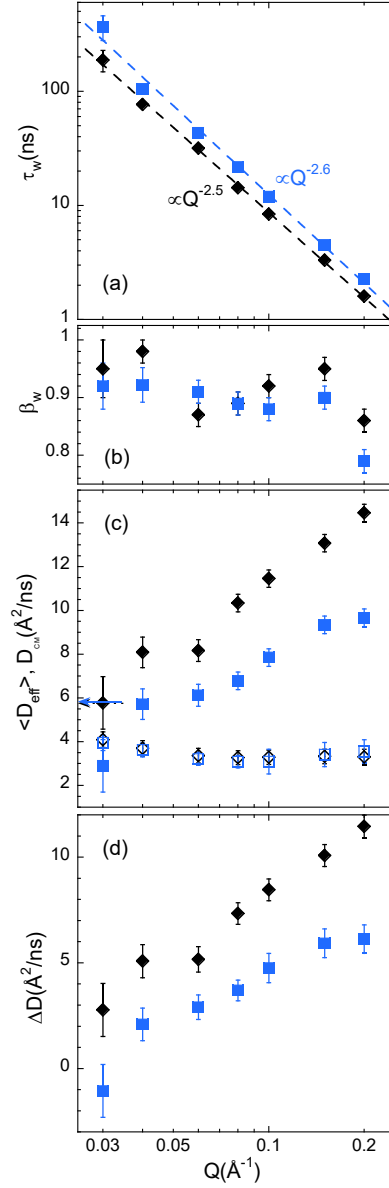 100
10
1
τw(ns)
∝Q-2.5
∝Q-2.6
(a)
1
0.9
0.8
βw
(b)
14
12
10
8
6
4
2
<Deff>, DCM(Å2/ns)
(c)
10
5
0
ΔD(Å2/ns)
(d)
0.03 0.05 0.1 0.2
Q(Å-1)